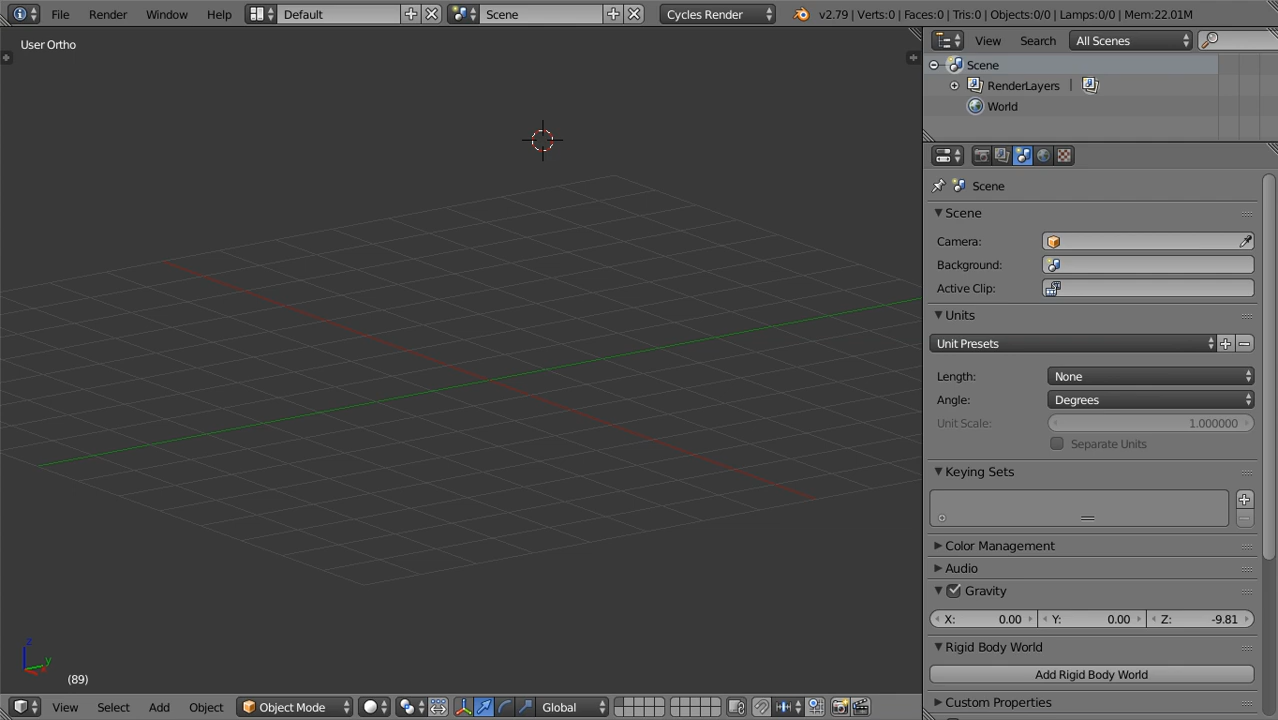 File Render Window Help Default Scene Cycles Render v2.79 | Verts:0 | Faces:0 | Tris:0 | Objects:0/0 | Lamps:0/0 | Mem:22.01M
User Ortho
View Search All Scenes
Scene
RenderLayers |
World
Scene
Scene
Camera:
Background:
Active Clip:
Units
Unit Presets
Length: None
Angle: Degrees
Unit Scale: 1.000000
Separate Units
Keying Sets
Color Management
Audio
Gravity
X: 0.00 Y: 0.00 Z: -9.81
Rigid Body World
Add Rigid Body World
Custom Properties
z
y
x
(89)
View Select Add Object Object Mode Global